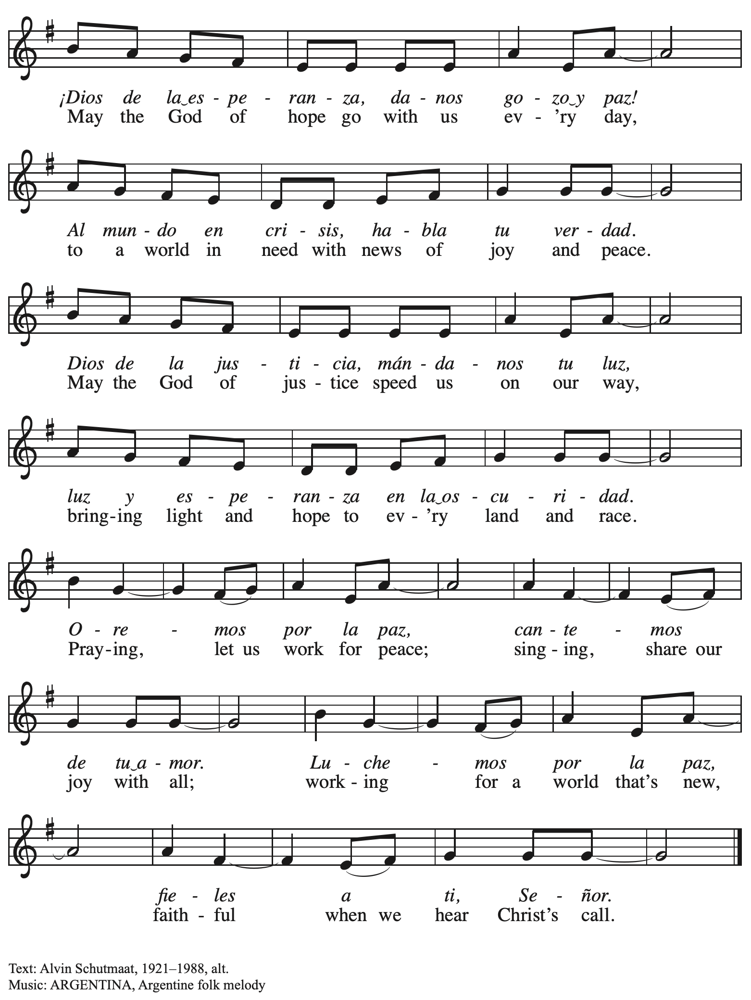 ¡Dios de la‿es - pe - ran - za, da - nos go - zo‿y paz!
May the God of hope go with us ev - ’ry day,
Al mun - do en cri - sis, ha - bla tu ver - dad.
to a world in need with news of joy and peace.
Dios de la jus - ti - cia, mán - da - nos tu luz,
May the God of jus - tice speed us on our way,
luz y es - pe - ran - za en la‿os - cu - ri - dad.
bring-ing light and hope to ev - ’ry land and race.
O - re - mos por la paz, can - te - mos
Pray-ing, let us work for peace; sing - ing, share our
de tu‿a - mor. Lu - che - mos por la paz,
joy with all; work - ing for a world that’s new,
fie - les a ti, Se - ñor.
faith - ful when we hear Christ’s call.
Text: Alvin Schutmaat, 1921–1988, alt.
Music: ARGENTINA, Argentine folk melody